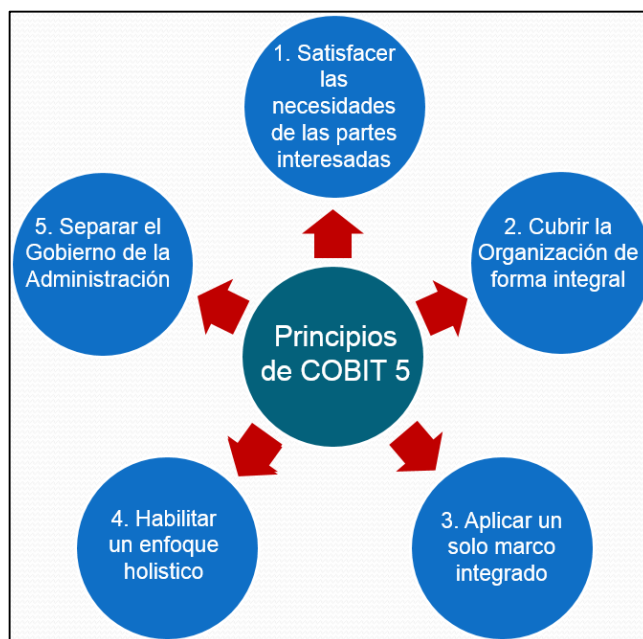 1. Satisfacer
las
necesidades
de las partes
interesadas
5. Separar el
Gobierno de la
Administración
2. Cubrir la
Organización de
forma integral
Principios
de COBIT 5
4. Habilitar
un enfoque
holistico
3. Aplicar un
solo marco
integrado